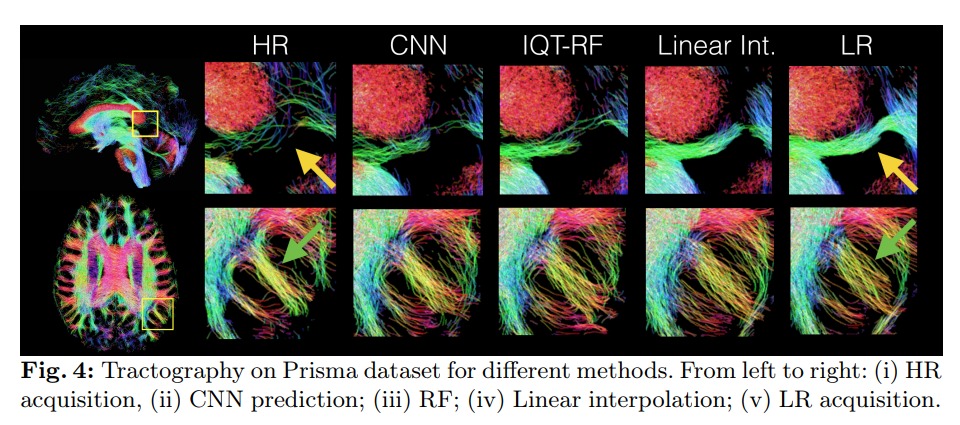 HR CNN IQT-RF Linear Int. LR
Fig. 4: Tractography on Prisma dataset for different methods. From left to right: (i) HR
acquisition, (ii) CNN prediction; (iii) RF; (iv) Linear interpolation; (v) LR acquisition.